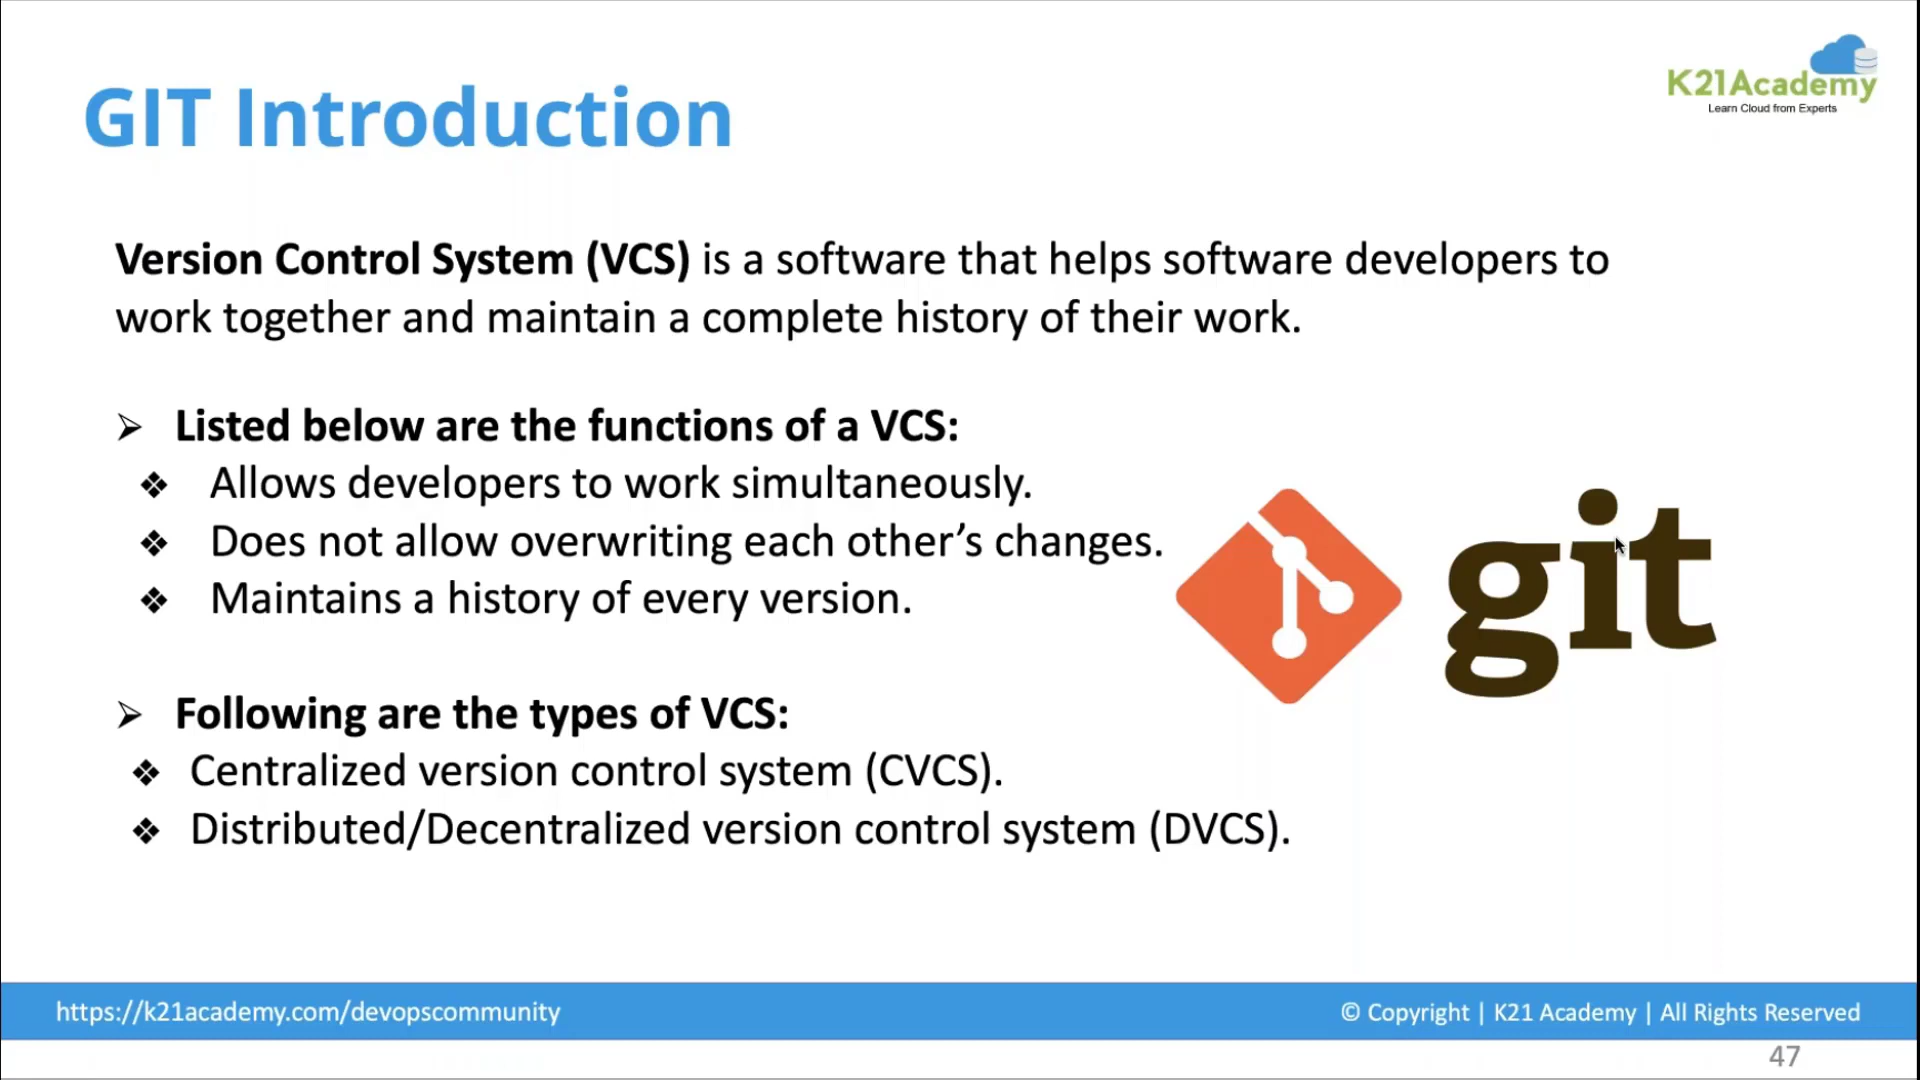 K21Academy
Learn Cloud from Experts
GIT Introduction
Version Control System (VCS) is a software that helps software developers to
work together and maintain a complete history of their work.
➢ Listed below are the functions of a VCS:
❖ Allows developers to work simultaneously.
❖ Does not allow overwriting each other’s changes.
❖ Maintains a history of every version.
git
➢ Following are the types of VCS:
❖ Centralized version control system (CVCS).
❖ Distributed/Decentralized version control system (DVCS).
https://k21academy.com/devopscommunity
© Copyright | K21 Academy | All Rights Reserved
47